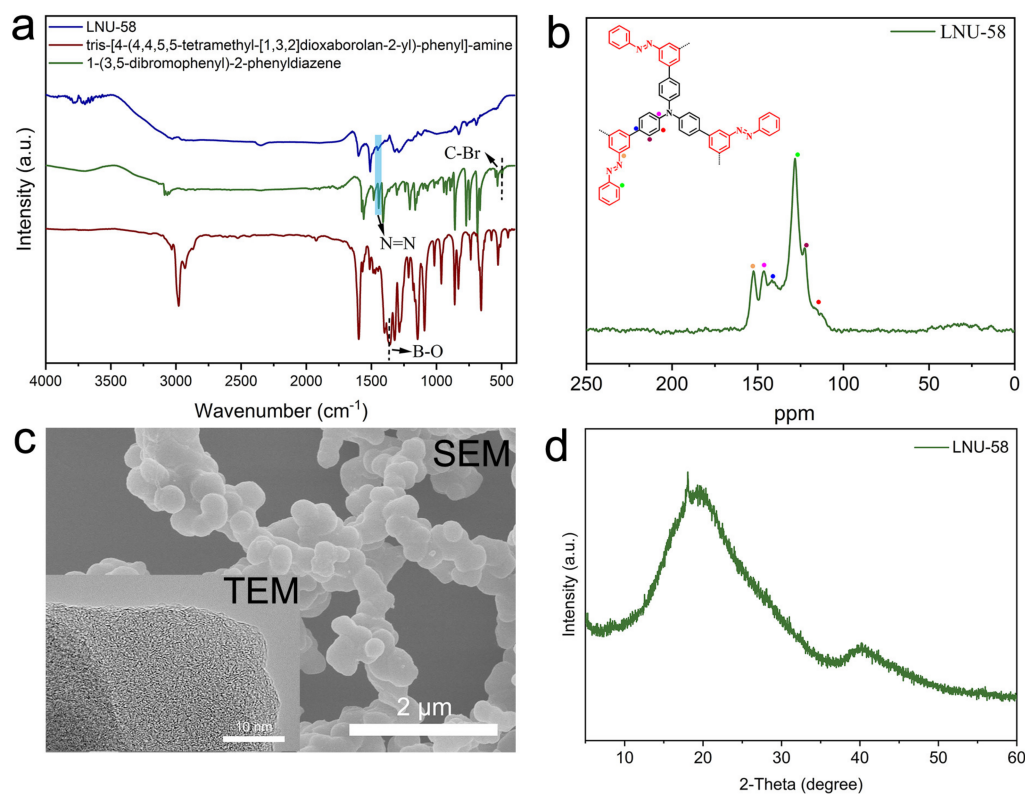 a
LNU-58
tris-[4-(4,4,5,5-tetramethyl-[1,3,2]dioxaborolan-2-yl)-phenyl]-amine
1-(3,5-dibromophenyl)-2-phenyldiazene
C-Br
N=N
B-O
Intensity (a.u.)
4000 3500 3000 2500 2000 1500 1000 500
Wavenumber (cm⁻¹)
b
LNU-58
N=N
N=N
N
N=N
250 200 150 100 50 0
ppm
c
SEM
TEM
10 nm
2 μm
d
LNU-58
Intensity (a.u.)
10 20 30 40 50 60
2-Theta (degree)